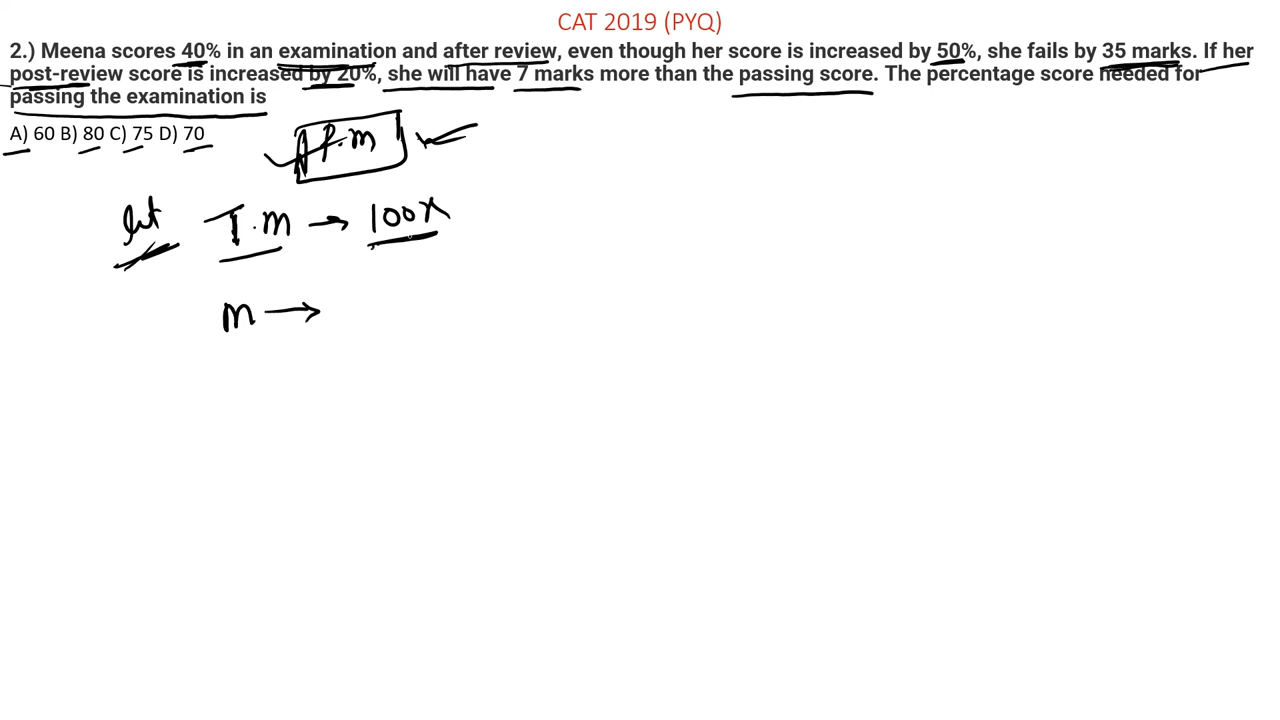 CAT 2019 (PYQ)
2.) Meena scores 40% in an examination and after review, even though her score is increased by 50%, she fails by 35 marks. If her
post-review score is increased by 20%, she will have 7 marks more than the passing score. The percentage score needed for
passing the examination is
A) 60 B) 80 C) 75 D) 70
P.m
let T.m → 100x
m →